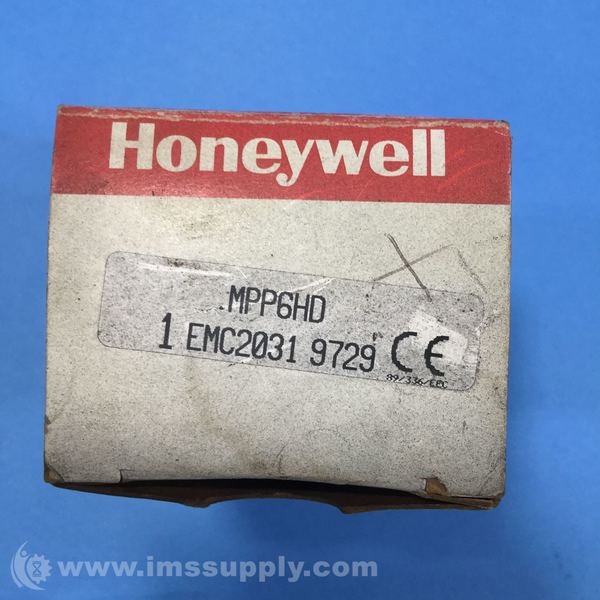 Honeywell
MPP6HD
1 EMC2031 9729 CE
89/336/EEC
www.imssupply.com